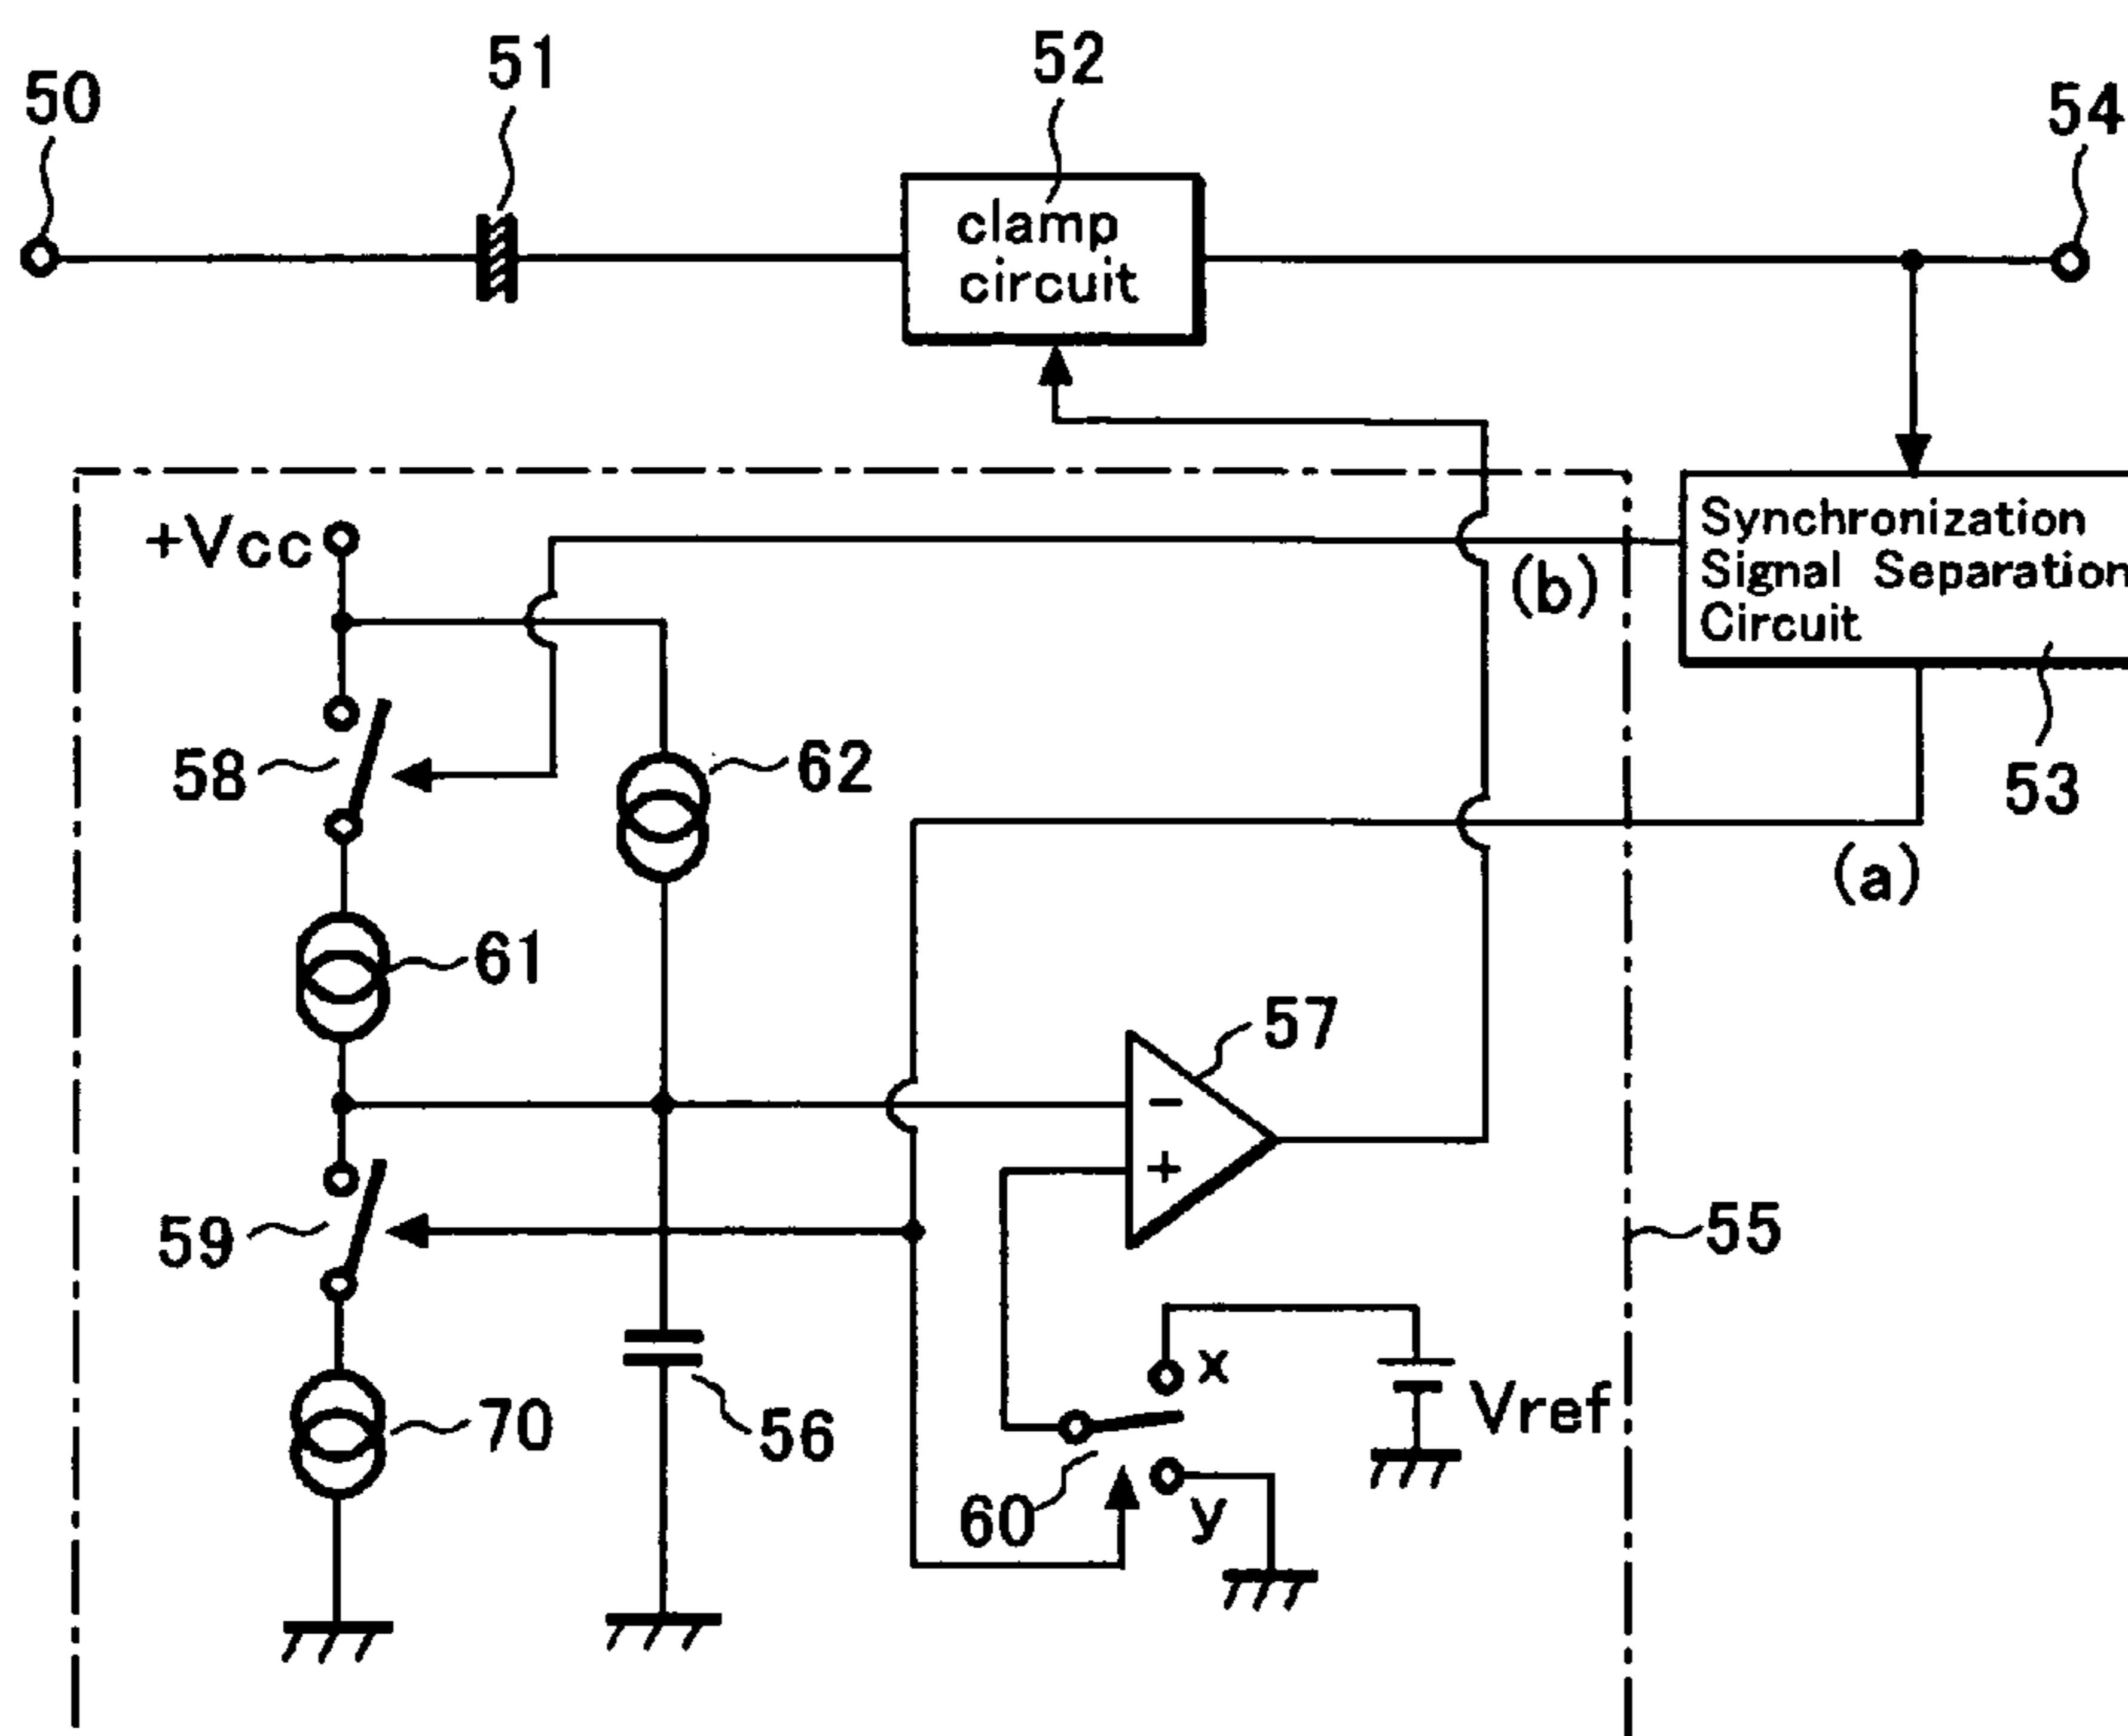 50
51
52
54
clamp
circuit
+Vcc
(b)
Synchronization
Signal Separation
Circuit
58
62
53
(a)
61
57
−
+
59
55
x
Vref
70
56
60
y